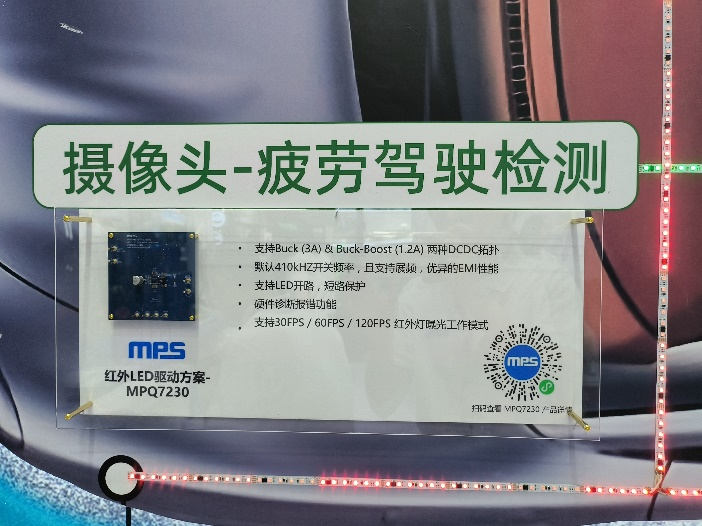 摄像头-疲劳驾驶检测
• 支持Buck (3A) & Buck-Boost (1.2A) 两种DCDC拓扑
• 默认410kHZ开关频率，且支持展频，优异的EMI性能
• 支持LED开路，短路保护
• 硬件诊断报错功能
• 支持30FPS / 60FPS / 120FPS 红外灯曝光工作模式
mps
红外LED驱动方案-
MPQ7230
mps
扫码查看 MPQ7230 产品详情